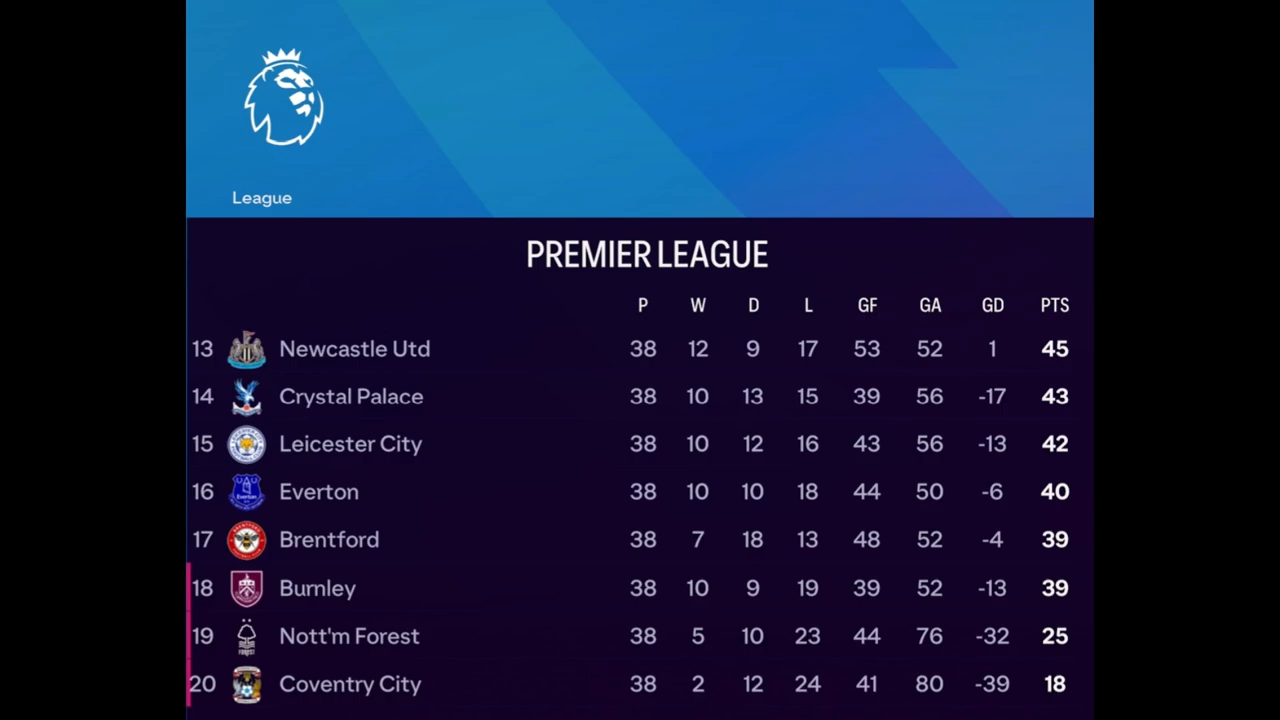 League
PREMIER LEAGUE
P W D L GF GA GD PTS
13 Newcastle Utd 38 12 9 17 53 52 1 45
14 Crystal Palace 38 10 13 15 39 56 -17 43
15 Leicester City 38 10 12 16 43 56 -13 42
16 Everton 38 10 10 18 44 50 -6 40
17 Brentford 38 7 18 13 48 52 -4 39
18 Burnley 38 10 9 19 39 52 -13 39
19 Nott'm Forest 38 5 10 23 44 76 -32 25
20 Coventry City 38 2 12 24 41 80 -39 18